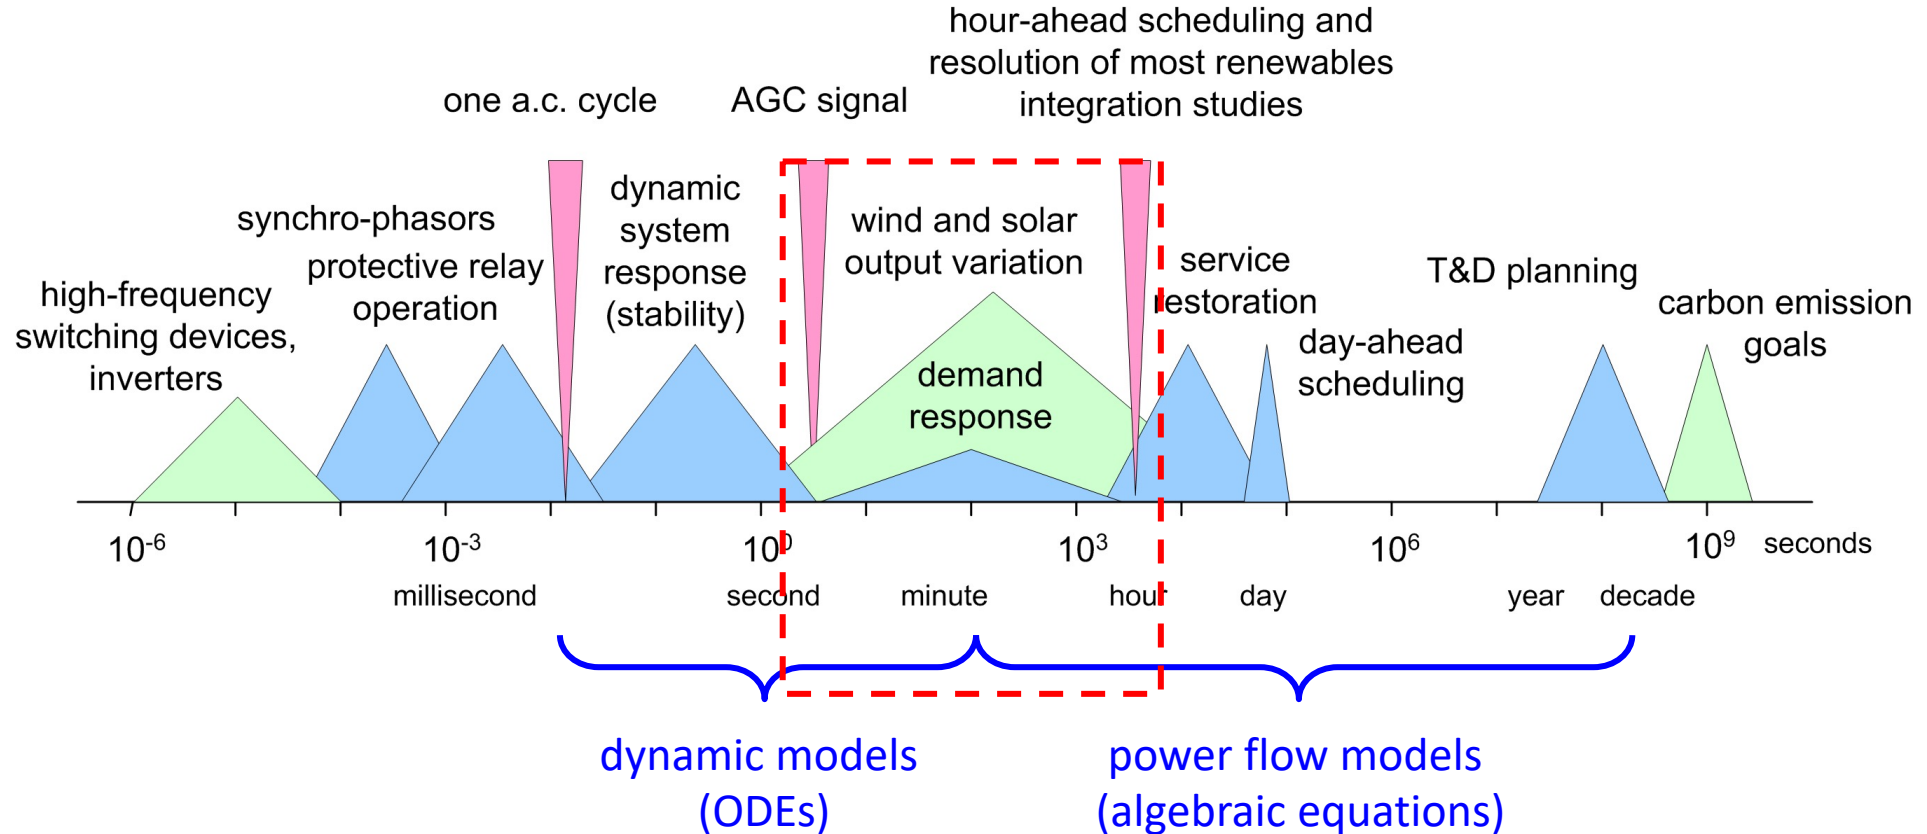 hour-ahead scheduling and
resolution of most renewables
integration studies
one a.c. cycle
AGC signal
dynamic
system
response
(stability)
synchro-phasors
wind and solar
output variation
protective relay
operation
service
restoration
T&D planning
high-frequency
switching devices,
inverters
carbon emission
goals
day-ahead
scheduling
demand
response
10⁻⁶
10⁻³
10⁰
10³
10⁶
10⁹
seconds
millisecond
second
minute
hour
day
year
decade
dynamic models
(ODEs)
power flow models
(algebraic equations)